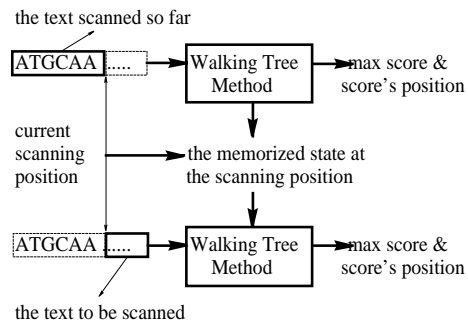 the text scanned so far
ATGCAA ..... Walking Tree Method max score &
score's position
current
scanning
position
the memorized state at
the scanning position
ATGCAA ...... Walking Tree Method max score &
score's position
the text to be scanned